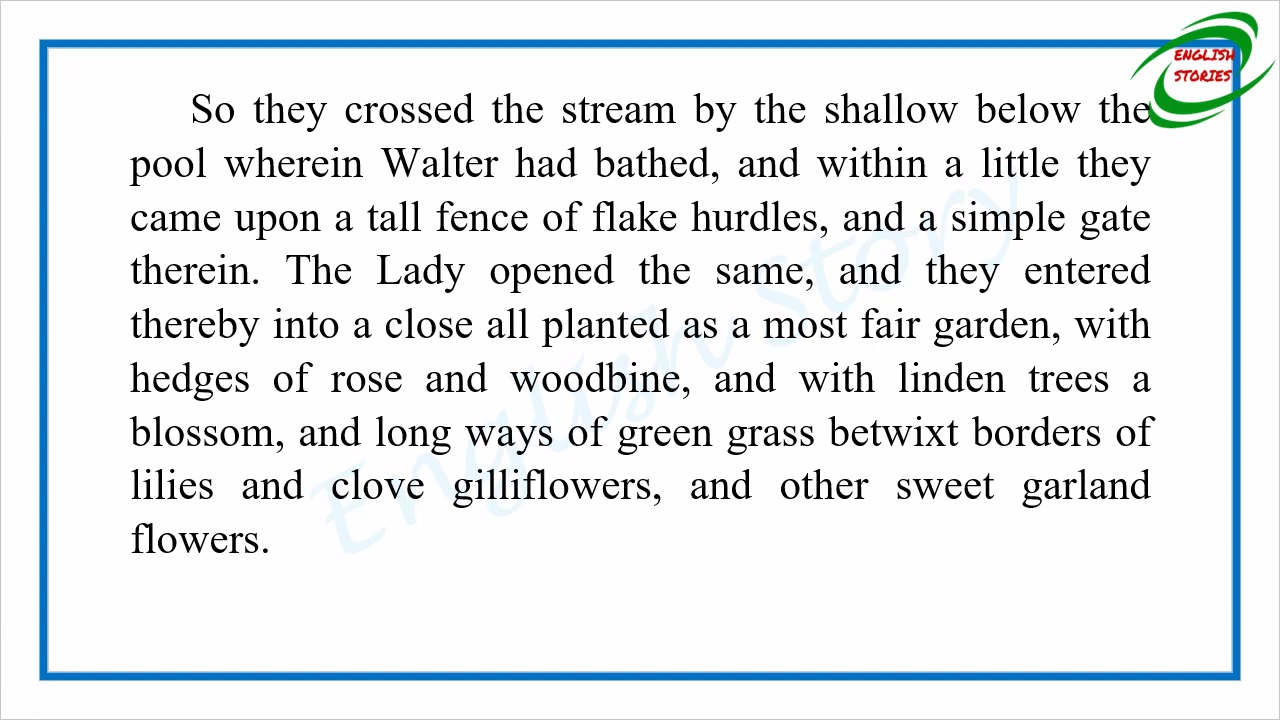 ENGLISH
STORIES
So they crossed the stream by the shallow below the
pool wherein Walter had bathed, and within a little they
came upon a tall fence of flake hurdles, and a simple gate
therein. The Lady opened the same, and they entered
thereby into a close all planted as a most fair garden, with
hedges of rose and woodbine, and with linden trees a
blossom, and long ways of green grass betwixt borders of
lilies and clove gilliflowers, and other sweet garland
flowers.
English Story